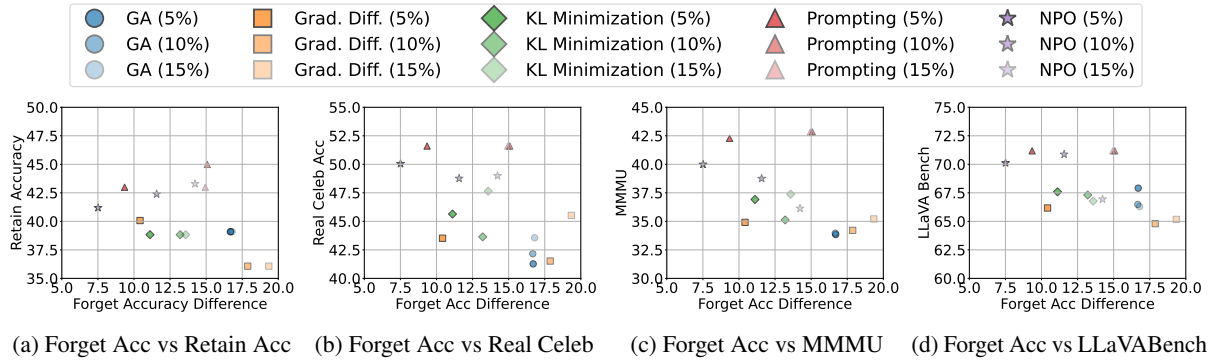 GA (5%) Grad. Diff. (5%) KL Minimization (5%) Prompting (5%) NPO (5%)
GA (10%) Grad. Diff. (10%) KL Minimization (10%) Prompting (10%) NPO (10%)
GA (15%) Grad. Diff. (15%) KL Minimization (15%) Prompting (15%) NPO (15%)
Retain Accuracy
50.0
47.5
45.0
42.5
40.0
37.5
35.0
5.0 7.5 10.0 12.5 15.0 17.5 20.0
Forget Accuracy Difference
(a) Forget Acc vs Retain Acc
Real Celeb Acc
55.0
52.5
50.0
47.5
45.0
42.5
40.0
5.0 7.5 10.0 12.5 15.0 17.5 20.0
Forget Acc Difference
(b) Forget Acc vs Real Celeb
MMMU
45.0
42.5
40.0
37.5
35.0
32.5
30.0
5.0 7.5 10.0 12.5 15.0 17.5 20.0
Forget Acc Difference
(c) Forget Acc vs MMMU
LLaVA Bench
75.0
72.5
70.0
67.5
65.0
62.5
60.0
5.0 7.5 10.0 12.5 15.0 17.5 20.0
Forget Acc Difference
(d) Forget Acc vs LLaVABench